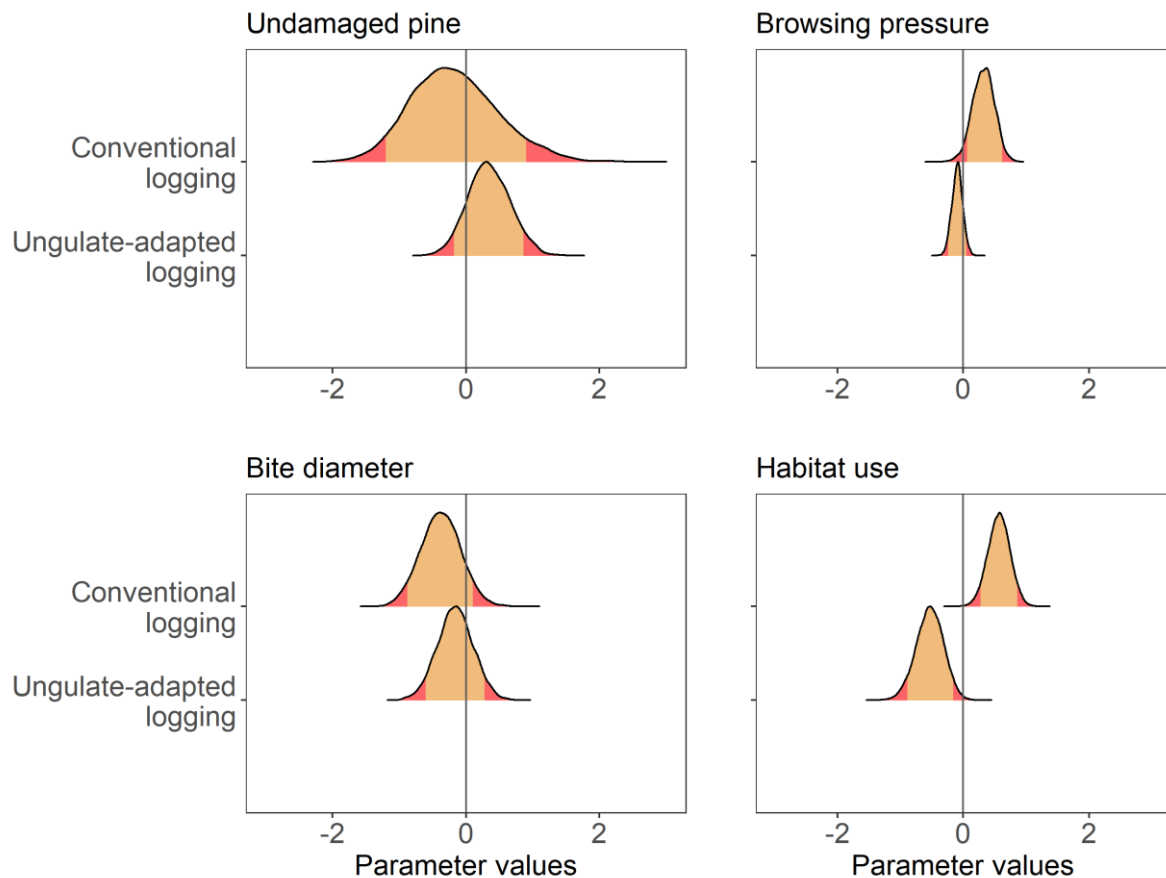 Undamaged pine
Browsing pressure
Conventional
logging
Ungulate-adapted
logging
-2 0 2
-2 0 2
Bite diameter
Habitat use
Conventional
logging
Ungulate-adapted
logging
-2 0 2
-2 0 2
Parameter values
Parameter values